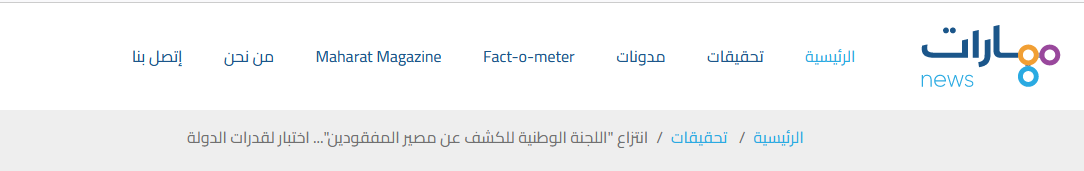 مهارات
news
الرئيسية تحقيقات مدونات Fact-o-meter Maharat Magazine من نحن إتصل بنا
الرئيسية / تحقيقات / انتزاع "اللجنة الوطنية للكشف عن مصير المفقودين"... اختبار لقدرات الدولة